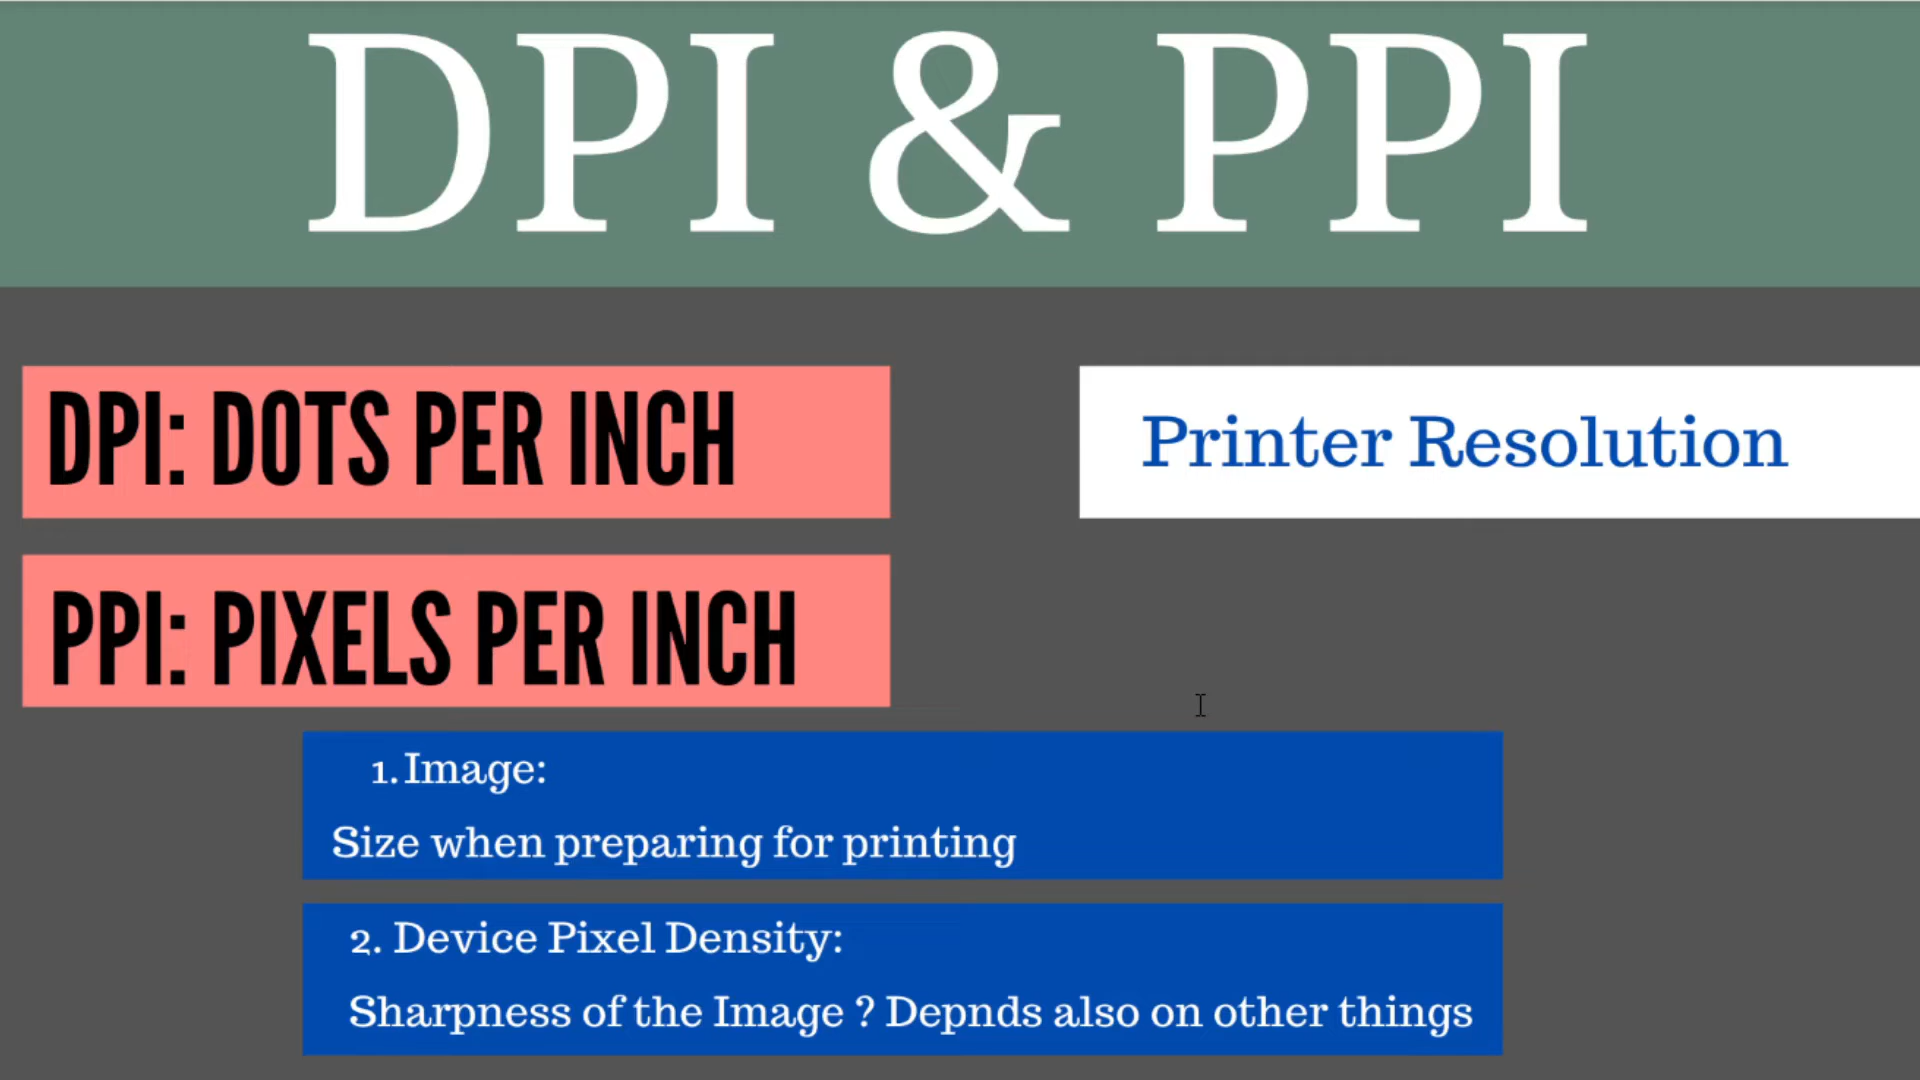 DPI & PPI
DPI: DOTS PER INCH
Printer Resolution
PPI: PIXELS PER INCH
1. Image:
Size when preparing for printing
2. Device Pixel Density:
Sharpness of the Image ? Depnds also on other things